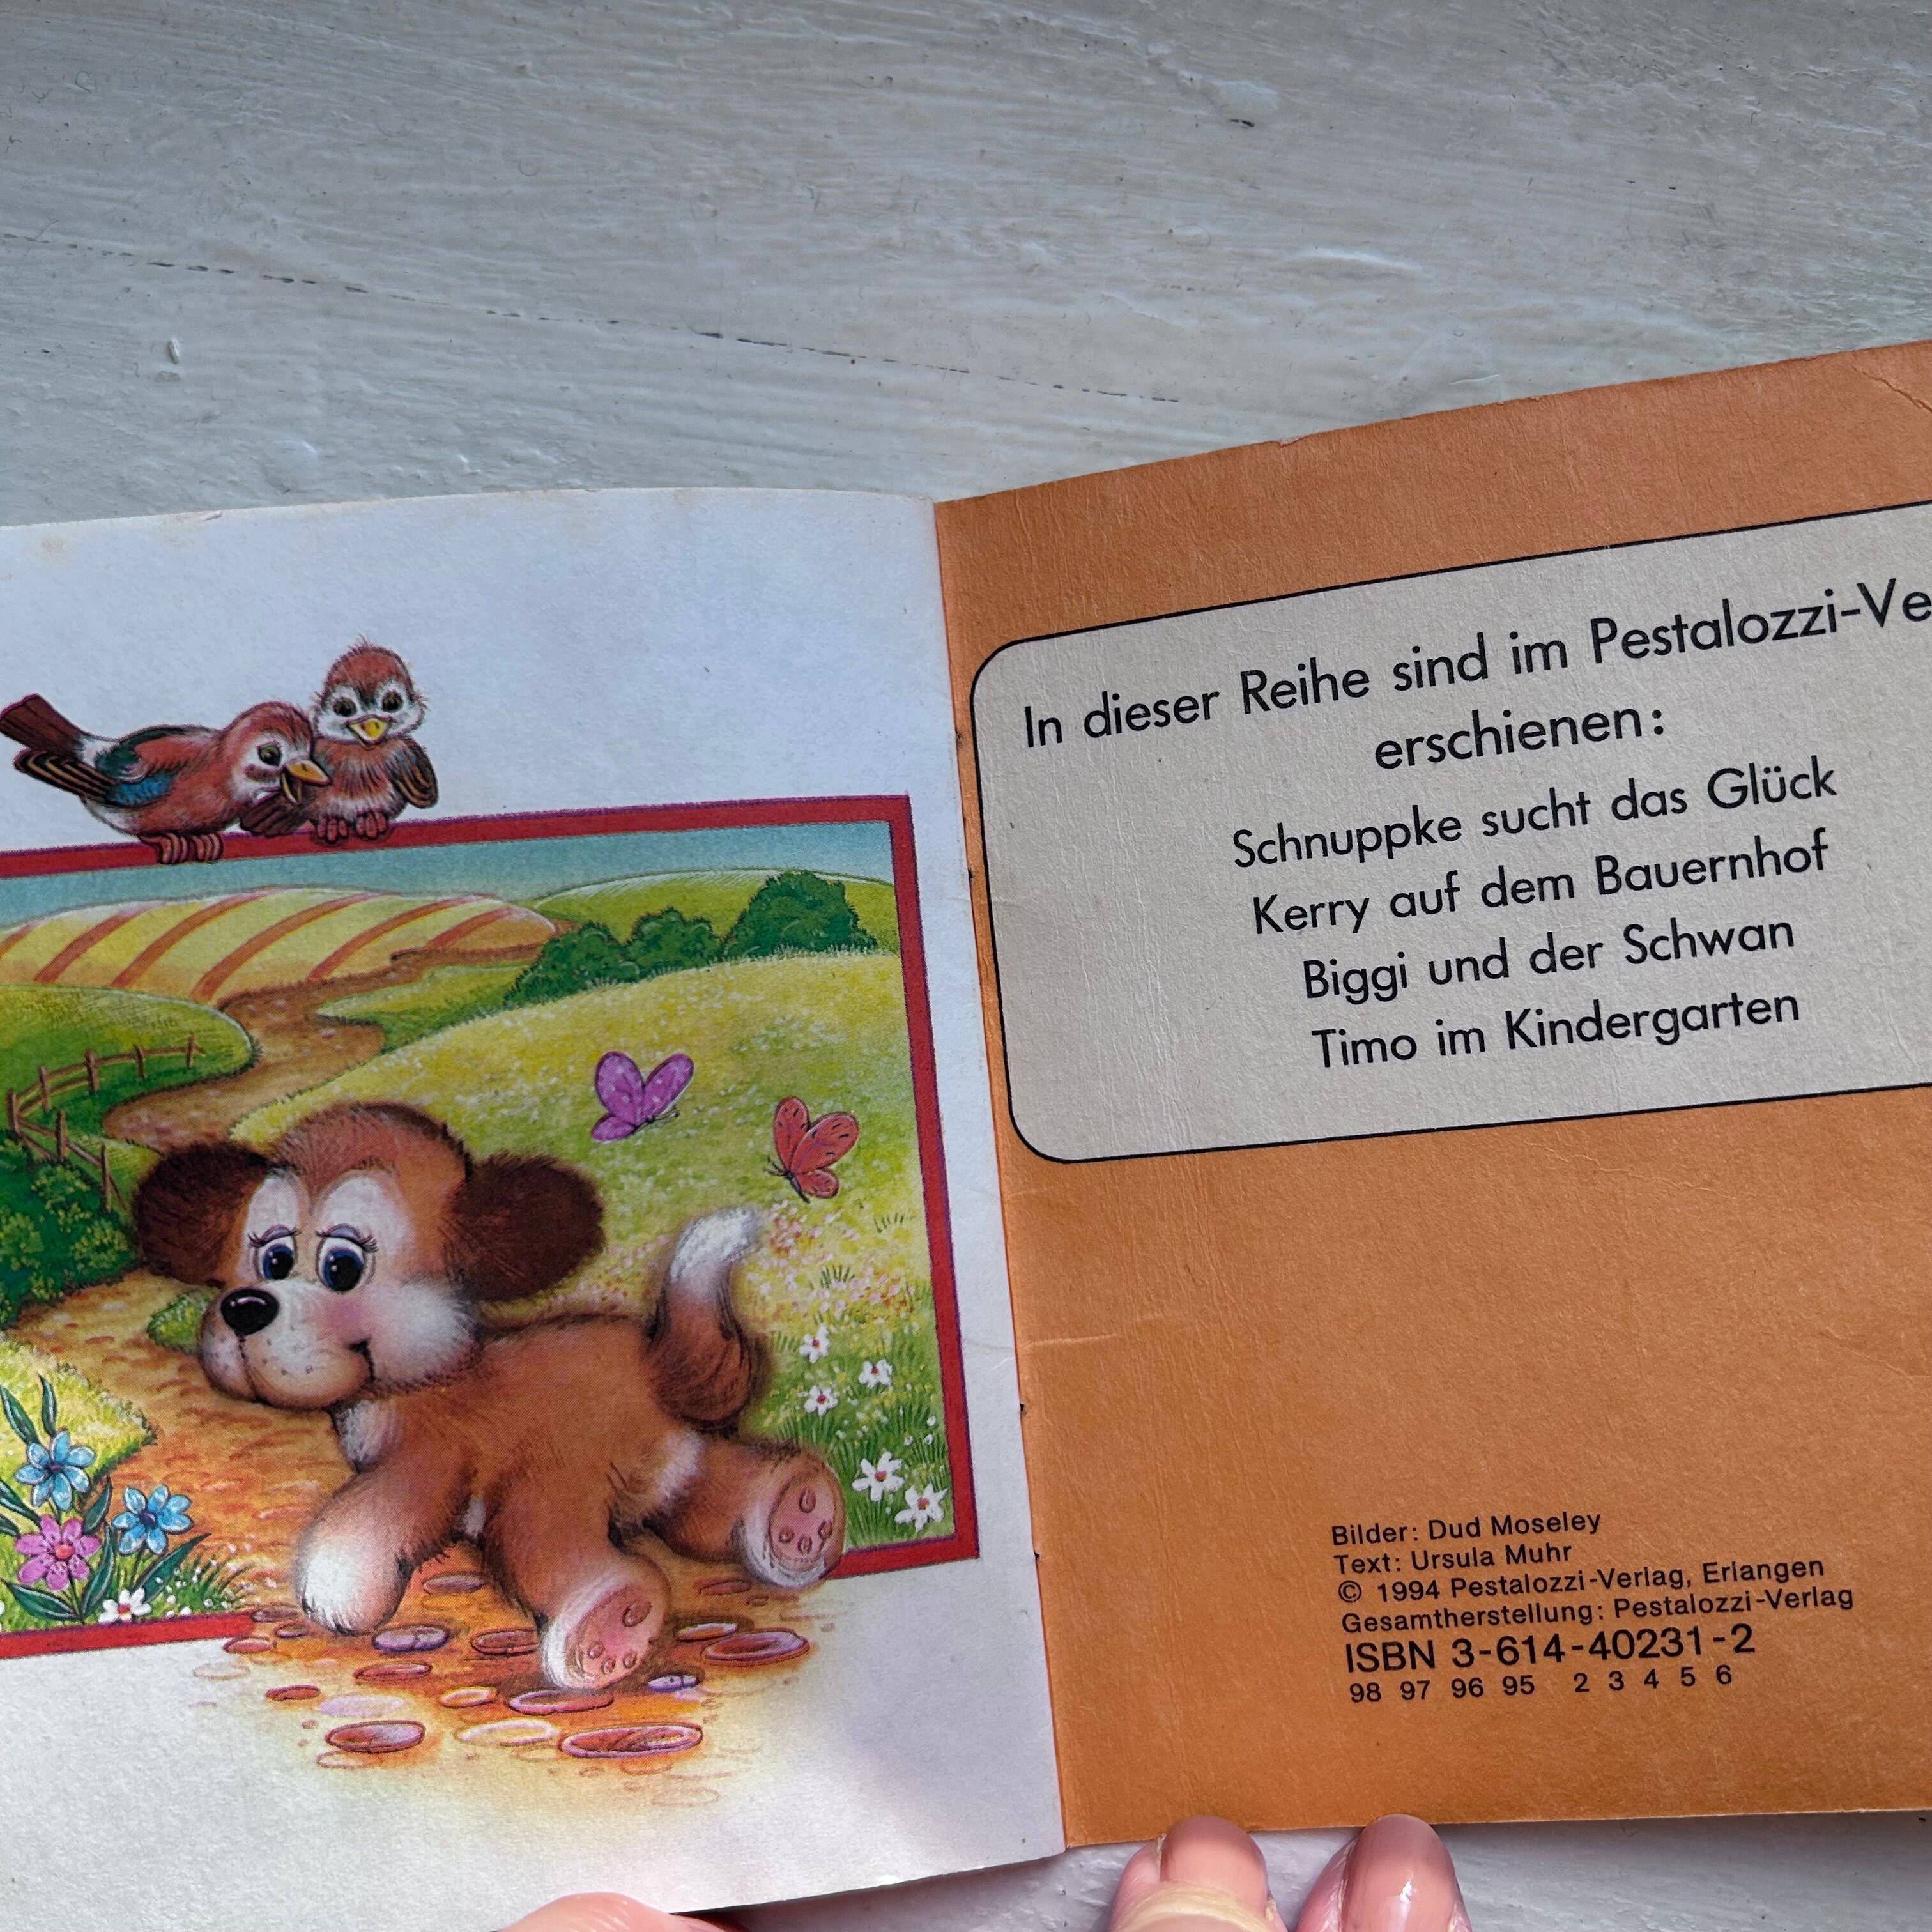 In dieser Reihe sind im Pestalozzi-Ve
erschienen:
Schnuppke sucht das Glück
Kerry auf dem Bauernhof
Biggi und der Schwan
Timo im Kindergarten
Bilder: Dud Moseley
Text: Ursula Muhr
© 1994 Pestalozzi-Verlag, Erlangen
Gesamtherstellung: Pestalozzi-Verlag
ISBN 3-614-40231-2
98 97 96 95 2 3 4 5 6